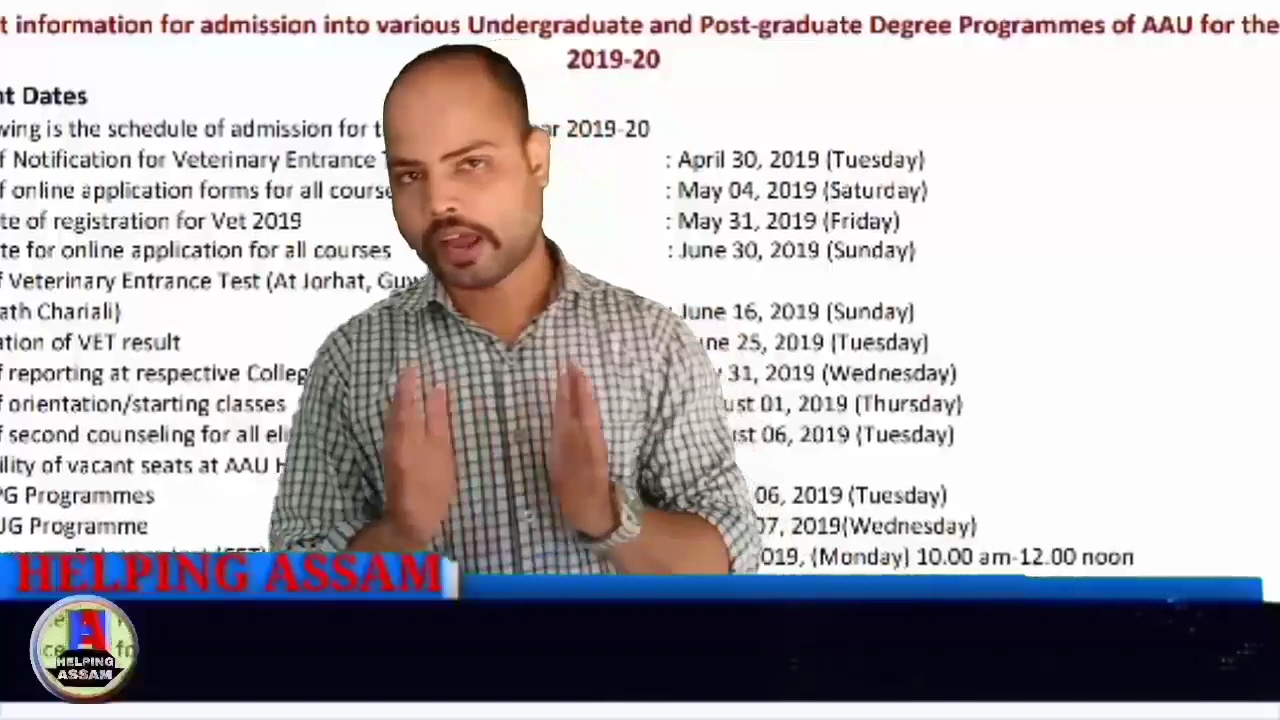 t information for admission into various Undergraduate and Post-graduate Degree Programmes of AAU for the
2019-20
nt Dates
wing is the schedule of admission for t ar 2019-20
f Notification for Veterinary Entrance T : April 30, 2019 (Tuesday)
f online application forms for all course : May 04, 2019 (Saturday)
te of registration for Vet 2019 : May 31, 2019 (Friday)
te for online application for all courses : June 30, 2019 (Sunday)
f Veterinary Entrance Test (At Jorhat, Guw
ath Chariali) : June 16, 2019 (Sunday)
ation of VET result ne 25, 2019 (Tuesday)
f reporting at respective Colleg 31, 2019 (Wednesday)
f orientation/starting classes ust 01, 2019 (Thursday)
f second counseling for all eli ust 06, 2019 (Tuesday)
ility of vacant seats at AAU H
PG Programmes 06, 2019 (Tuesday)
UG Programme 07, 2019(Wednesday)
019, (Monday) 10.00 am-12.00 noon
HELPING ASSAM
A
HELPING
ASSAM